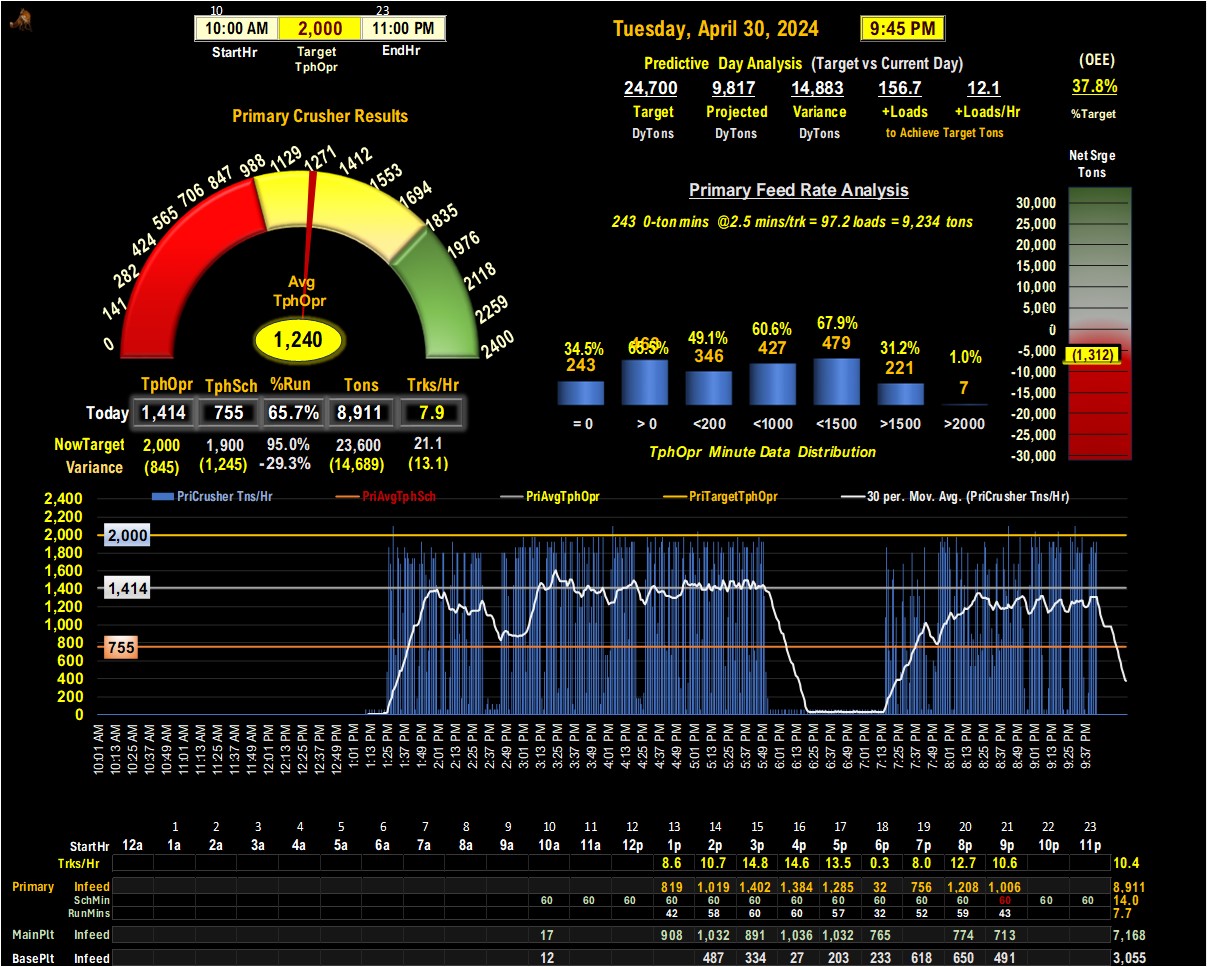 10 23
10:00 AM 2,000 11:00 PM
StartHr Target EndHr
TphOpr
Tuesday, April 30, 2024 9:45 PM
Predictive Day Analysis (Target vs Current Day)
24,700 9,817 14,883 156.7 12.1
Target Projected Variance +Loads +Loads/Hr
DyTons DyTons DyTons to Achieve Target Tons
(OEE)
37.8%
%Target
Primary Crusher Results
0 141 282 424 565 706 847 988 1129 1271 1412 1553 1694 1835 1976 2118 2259 2400
Avg
TphOpr
1,240
TphOpr TphSch %Run Tons Trks/Hr
Today 1,414 755 65.7% 8,911 7.9
NowTarget 2,000 1,900 95.0% 23,600 21.1
Variance (845) (1,245) -29.3% (14,689) (13.1)
Primary Feed Rate Analysis
243 0-ton mins @2.5 mins/trk = 97.2 loads = 9,234 tons
34.5% 65.5% 49.1% 60.6% 67.9% 31.2% 1.0%
243 463 346 427 479 221 7
= 0 > 0 <200 <1000 <1500 >1500 >2000
TphOpr Minute Data Distribution
Net Srge
Tons
30,000
25,000
20,000
15,000
10,000
5,000
0
-5,000
(1,312)
-10,000
-15,000
-20,000
-25,000
-30,000
PriCrusher Tns/Hr PriAvgTphSch PriAvgTphOpr PriTargetTphOpr 30 per. Mov. Avg. (PriCrusher Tns/Hr)
2,400
2,200
2,000
1,800
1,600
1,400
1,200
1,000
800
600
400
200
0
2,000
1,414
755
10:01 AM 10:13 AM 10:25 AM 10:37 AM 10:49 AM 11:01 AM 11:13 AM 11:25 AM 11:37 AM 11:49 AM 12:01 PM 12:13 PM 12:25 PM 12:37 PM 12:49 PM 1:01 PM 1:13 PM 1:25 PM 1:37 PM 1:49 PM 2:01 PM 2:13 PM 2:25 PM 2:37 PM 2:49 PM 3:01 PM 3:13 PM 3:25 PM 3:37 PM 3:49 PM 4:01 PM 4:13 PM 4:25 PM 4:37 PM 4:49 PM 5:01 PM 5:13 PM 5:25 PM 5:37 PM 5:49 PM 6:01 PM 6:13 PM 6:25 PM 6:37 PM 6:49 PM 7:01 PM 7:13 PM 7:25 PM 7:37 PM 7:49 PM 8:01 PM 8:13 PM 8:25 PM 8:37 PM 8:49 PM 9:01 PM 9:13 PM 9:25 PM 9:37 PM
1 2 3 4 5 6 7 8 9 10 11 12 13 14 15 16 17 18 19 20 21 22 23
StartHr 12a 1a 2a 3a 4a 5a 6a 7a 8a 9a 10a 11a 12p 1p 2p 3p 4p 5p 6p 7p 8p 9p 10p 11p
Trks/Hr 8.6 10.7 14.8 14.6 13.5 0.3 8.0 12.7 10.6 10.4
Primary Infeed 819 1,019 1,402 1,384 1,285 32 756 1,208 1,006 8,911
SchMin 60 60 60 60 60 60 60 60 60 60 60 60 60 60 14.0
RunMins 42 58 60 60 57 32 52 59 43 7.7
MainPlt Infeed 17 908 1,032 891 1,036 1,032 765 774 713 7,168
BasePlt Infeed 12 487 334 27 203 233 618 650 491 3,055